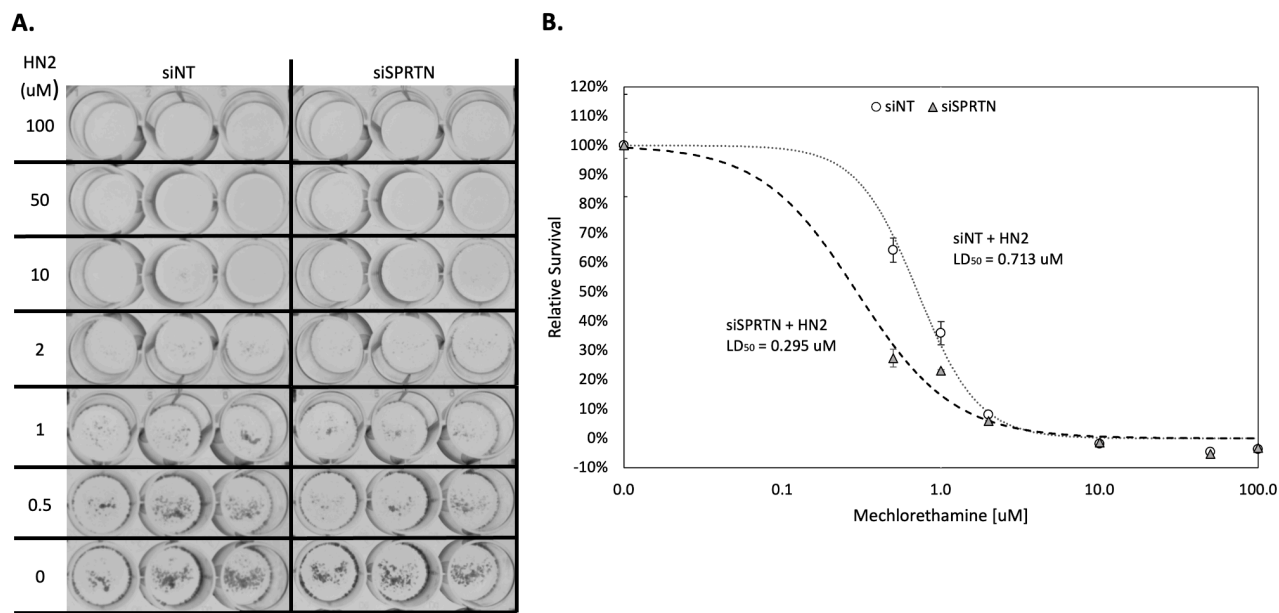 A.
HN2
(uM)
siNT
siSPRTN
100
50
10
2
1
0.5
0
B.
120%
110%
100%
90%
80%
70%
60%
50%
40%
30%
20%
10%
0%
-10%
Relative Survival
siNT siSPRTN
siNT + HN2
LD₅₀ = 0.713 uM
siSPRTN + HN2
LD₅₀ = 0.295 uM
0.0 0.1 1.0 10.0 100.0
Mechlorethamine [uM]